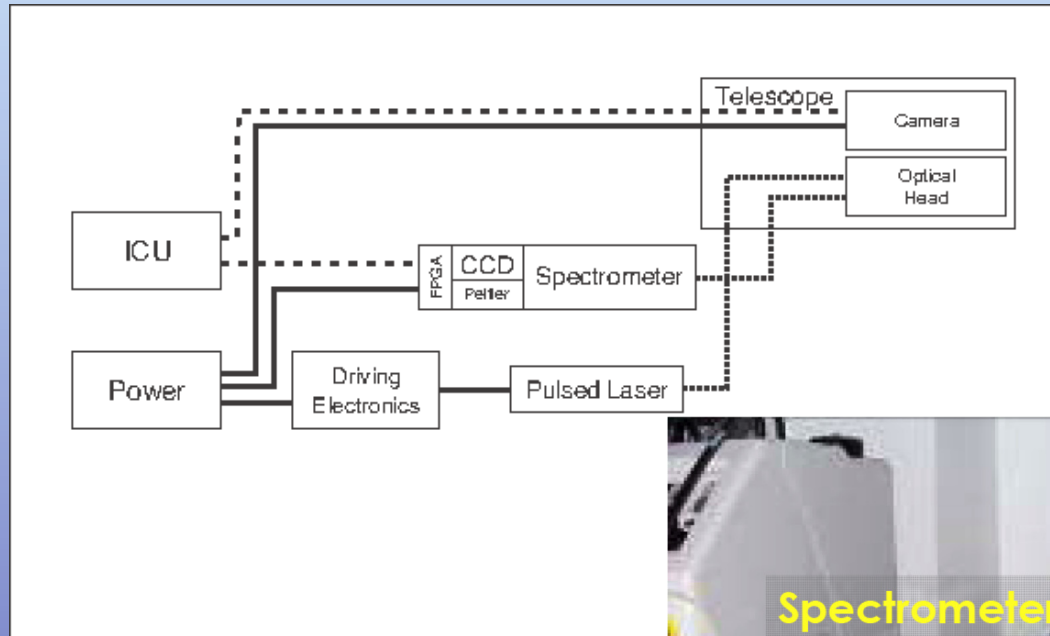 Telescope
Camera
Optical
Head
ICU
FPGA
CCD
Peltier
Spectrometer
Power
Driving
Electronics
Pulsed Laser
Spectrometer